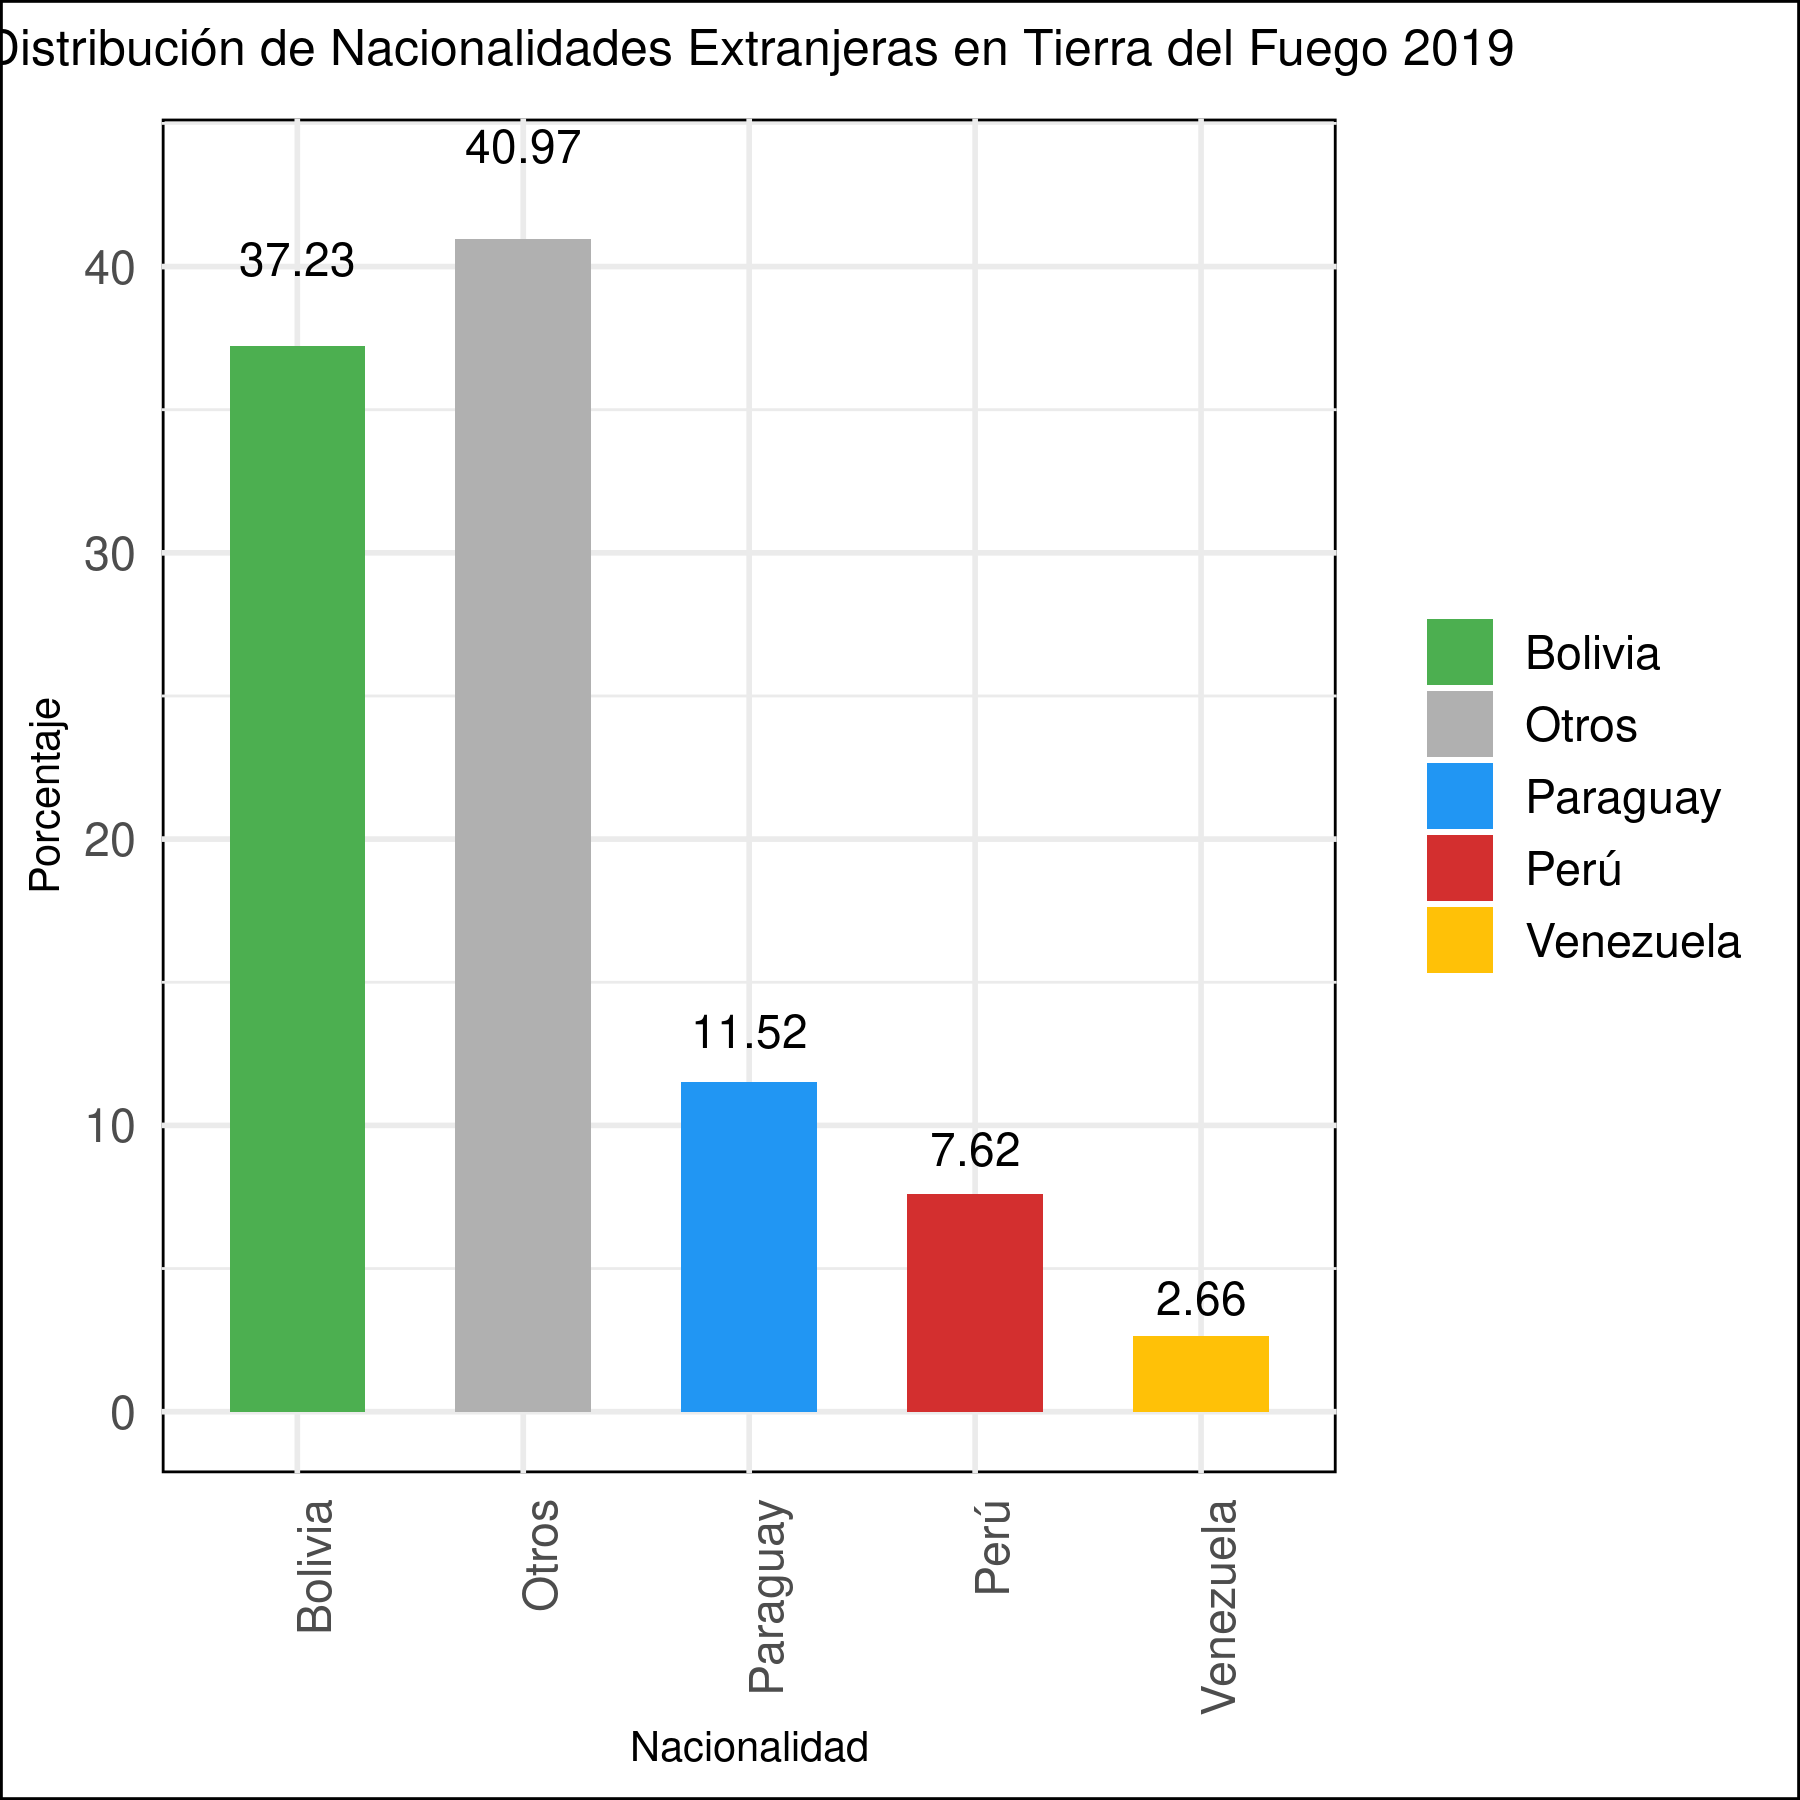 Distribución de Nacionalidades Extranjeras en Tierra del Fuego 2019
40.97
37.23
11.52
7.62
2.66
40
30
20
10
0
Porcentaje
Bolivia
Otros
Paraguay
Perú
Venezuela
Nacionalidad
Bolivia
Otros
Paraguay
Perú
Venezuela